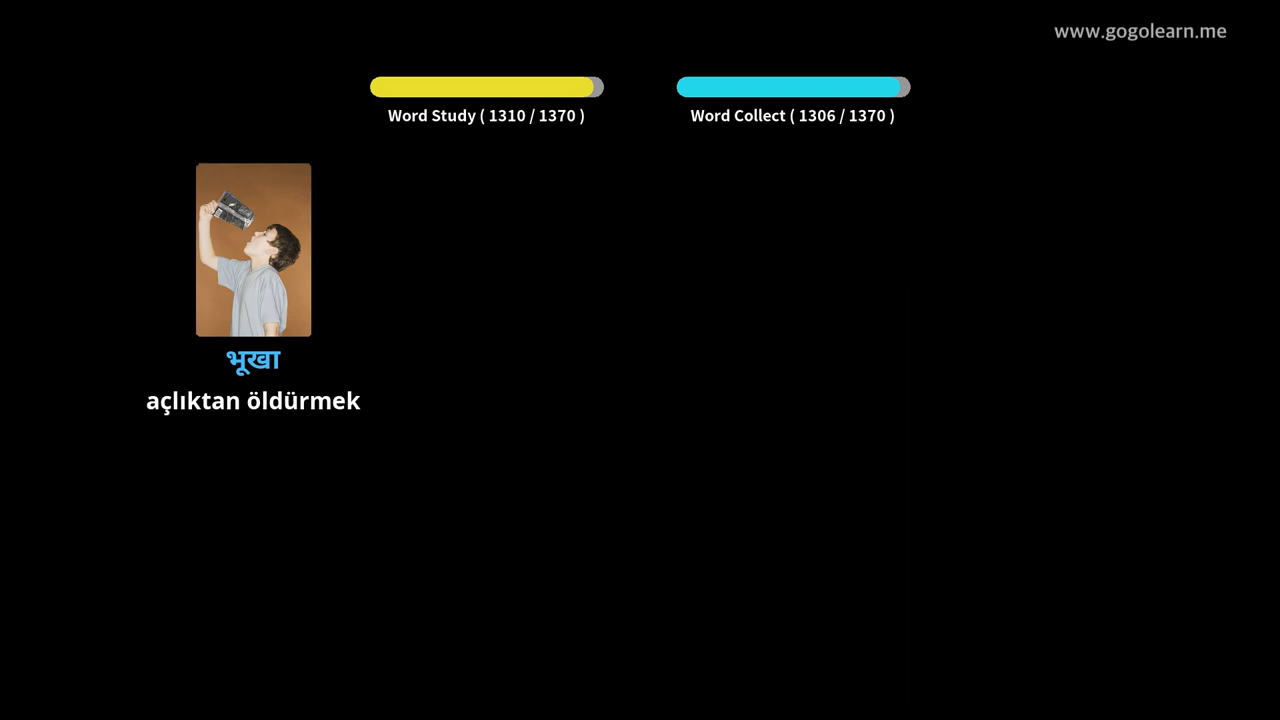 www.gogolearn.me
Word Study ( 1310 / 1370 )
Word Collect ( 1306 / 1370 )
भूखा
açlıktan öldürmek